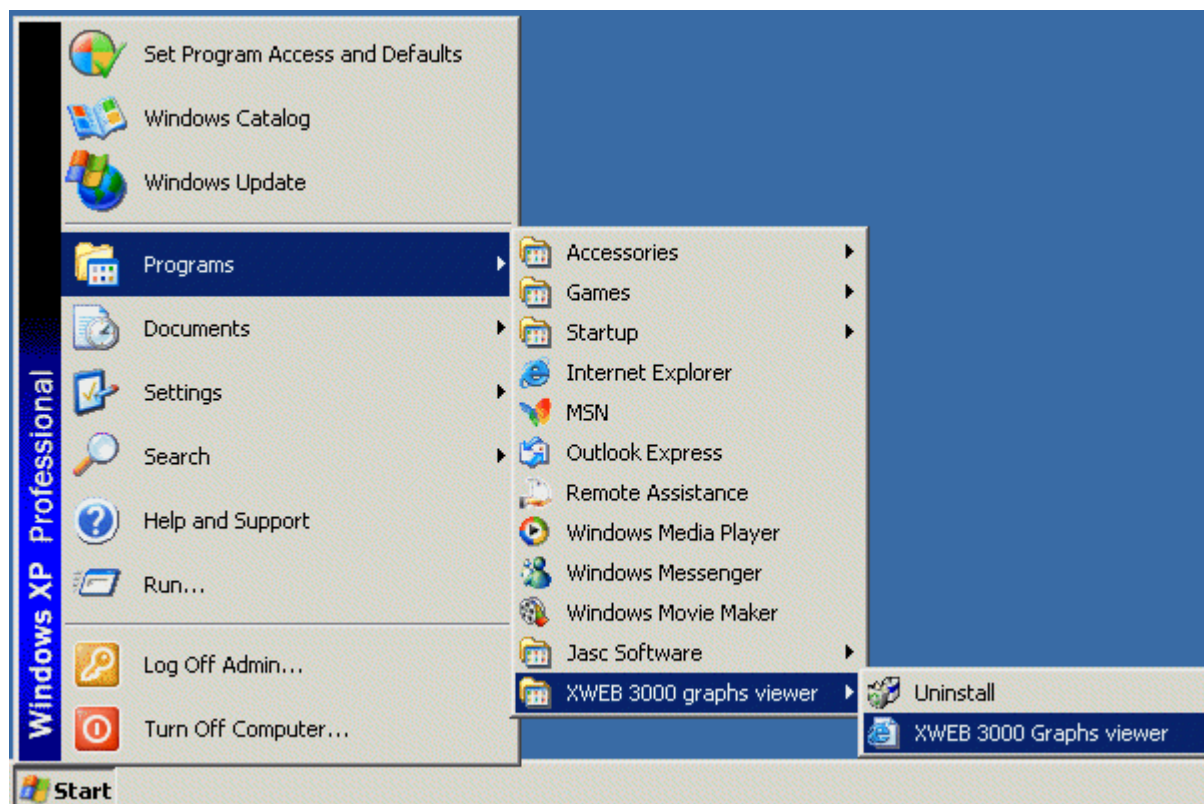 Set Program Access and Defaults
Windows Catalog
Windows Update
Programs
Documents
Settings
Search
Help and Support
Run...
Log Off Admin...
Turn Off Computer...
Windows XP Professional
Accessories
Games
Startup
Internet Explorer
MSN
Outlook Express
Remote Assistance
Windows Media Player
Windows Messenger
Windows Movie Maker
Jasc Software
XWEB 3000 graphs viewer
Uninstall
XWEB 3000 Graphs viewer
Start